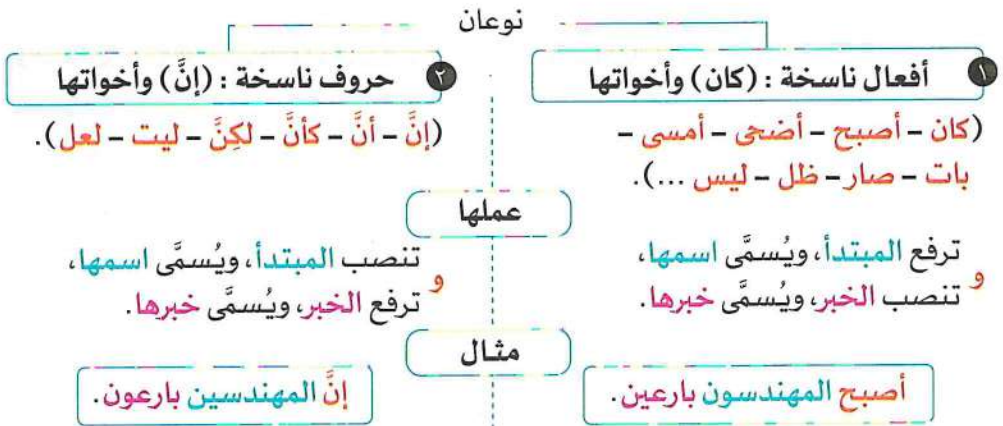 نوعان
١ أفعال ناسخة : (كان) وأخواتها
(كان – أصبح – أضحى – أمسى –
بات – صار – ظل – ليس ...).
٢ حروف ناسخة : (إنَّ) وأخواتها
(إنَّ – أنَّ – كأنَّ – لكِنَّ – ليت – لعل).
عملها
ترفع المبتدأ، ويُسمَّى اسمها،
و تنصب الخبر، ويُسمَّى خبرها.
تنصب المبتدأ، ويُسمَّى اسمها،
و ترفع الخبر، ويُسمَّى خبرها.
مثال
أصبح المهندسون بارعين.
إنَّ المهندسين بارعون.